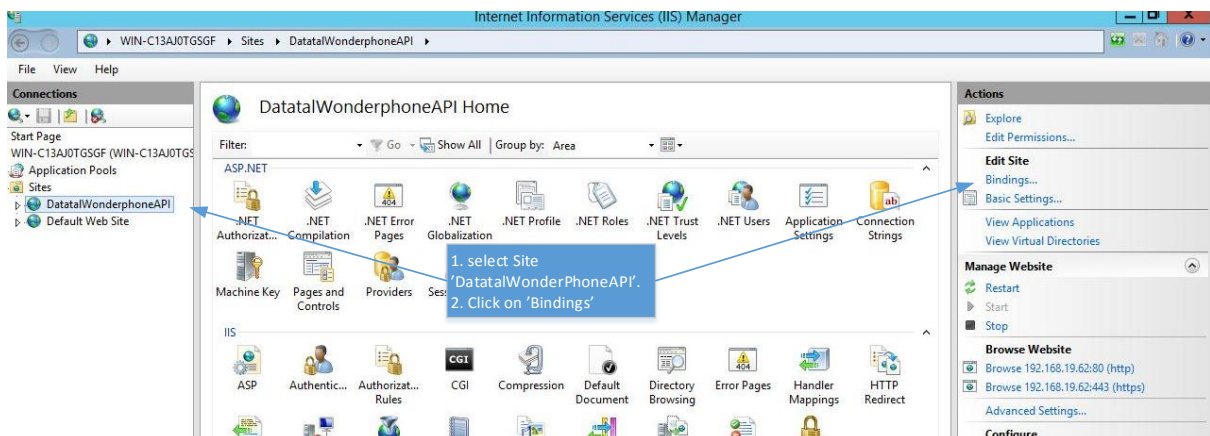 Internet Information Services (IIS) Manager
WIN-C13AJ0TGSGF ▸ Sites ▸ DatatalWonderphoneAPI ▸
File View Help
Connections
Start Page
WIN-C13AJ0TGSGF (WIN-C13AJ0TGS
Application Pools
Sites
DatatalWonderphoneAPI
Default Web Site
DatatalWonderphoneAPI Home
Filter: Go Show All Group by: Area
ASP.NET
.NET Authorizat...
.NET Compilation
.NET Error Pages
.NET Globalization
.NET Profile
.NET Roles
.NET Trust Levels
.NET Users
Application Settings
Connection Strings
Machine Key
Pages and Controls
Providers
1. select Site
'DatatalWonderPhoneAPI'.
2. Click on 'Bindings'
IIS
ASP
Authentic...
Authorizat... Rules
CGI
Compression
Default Document
Directory Browsing
Error Pages
Handler Mappings
HTTP Redirect
Actions
Explore
Edit Permissions...
Edit Site
Bindings...
Basic Settings...
View Applications
View Virtual Directories
Manage Website
Restart
Start
Stop
Browse Website
Browse 192.168.19.62:80 (http)
Browse 192.168.19.62:443 (https)
Advanced Settings...
Configure